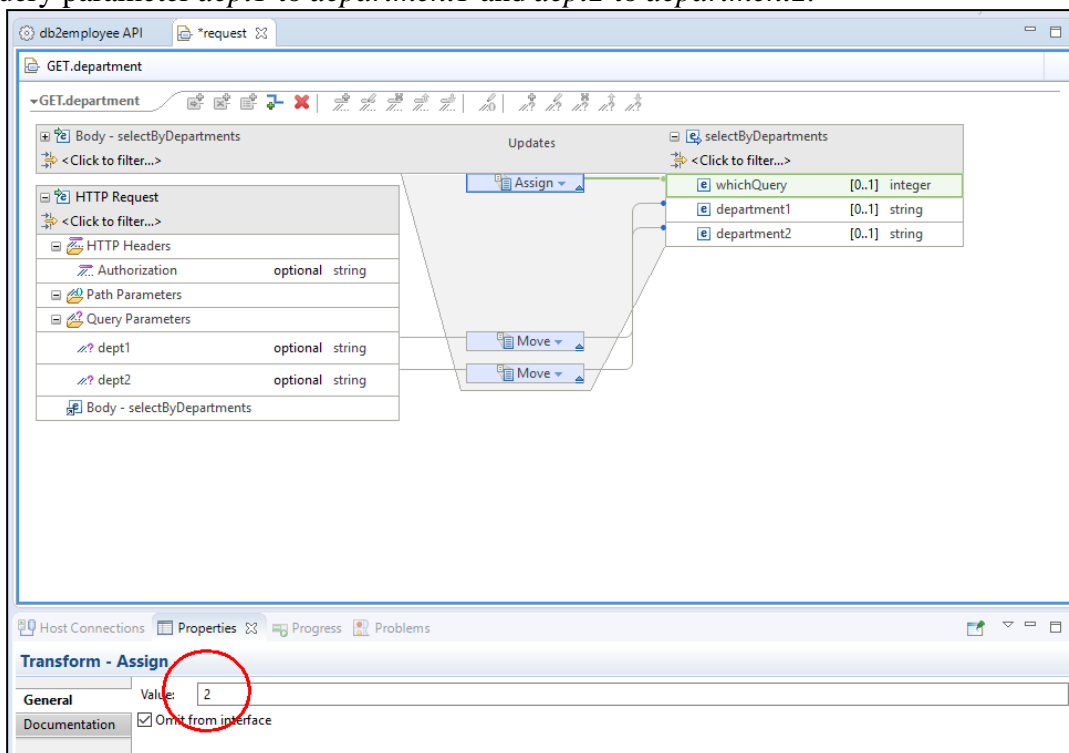 query parameter dept1 to department1 and dept2 to department2.
db2employee API
*request
GET.department
GET.department
Body - selectByDepartments
<Click to filter...>
Updates
selectByDepartments
<Click to filter...>
Assign
whichQuery [0..1] integer
department1 [0..1] string
department2 [0..1] string
HTTP Request
<Click to filter...>
HTTP Headers
Authorization optional string
Path Parameters
Query Parameters
dept1 optional string
Move
dept2 optional string
Move
Body - selectByDepartments
Host Connections Properties Progress Problems
Transform - Assign
General
Value: 2
Documentation
Omit from interface